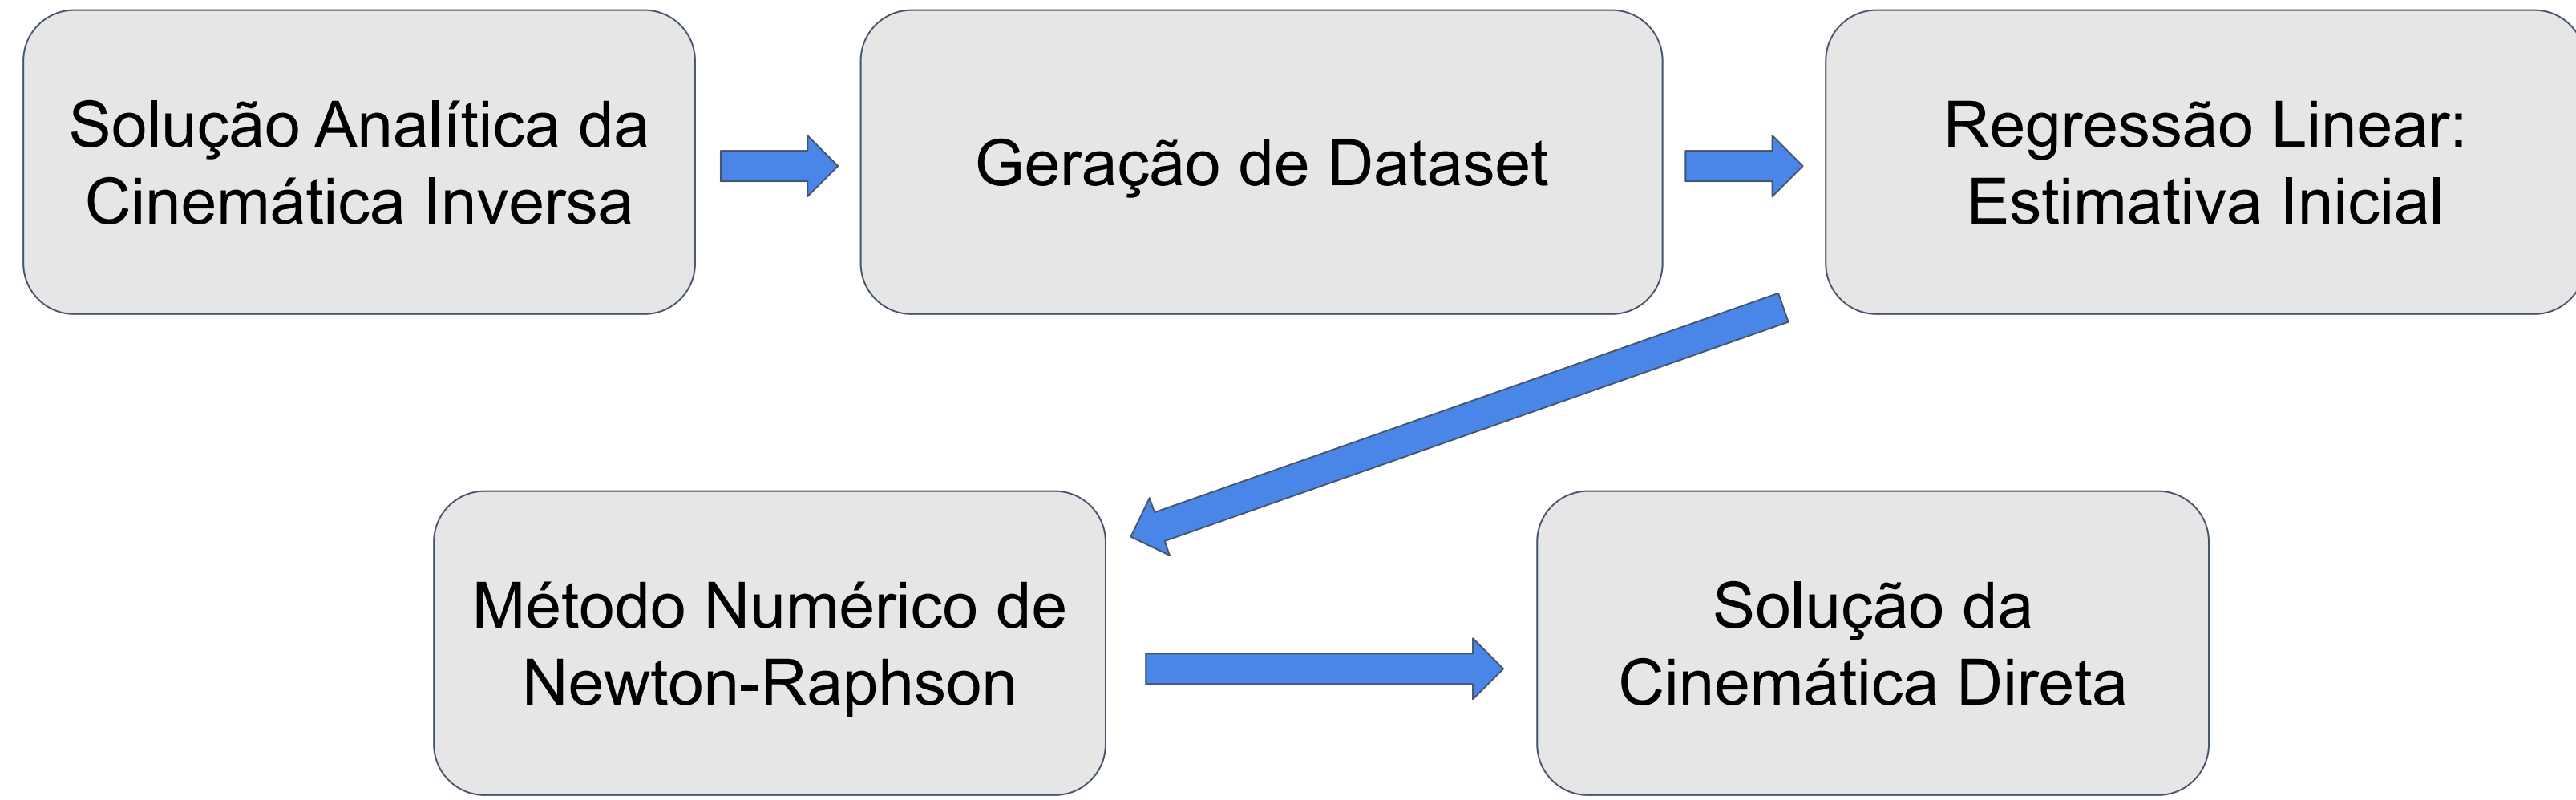 Solução Analítica da
Cinemática Inversa
Geração de Dataset
Regressão Linear:
Estimativa Inicial
Método Numérico de
Newton-Raphson
Solução da
Cinemática Direta